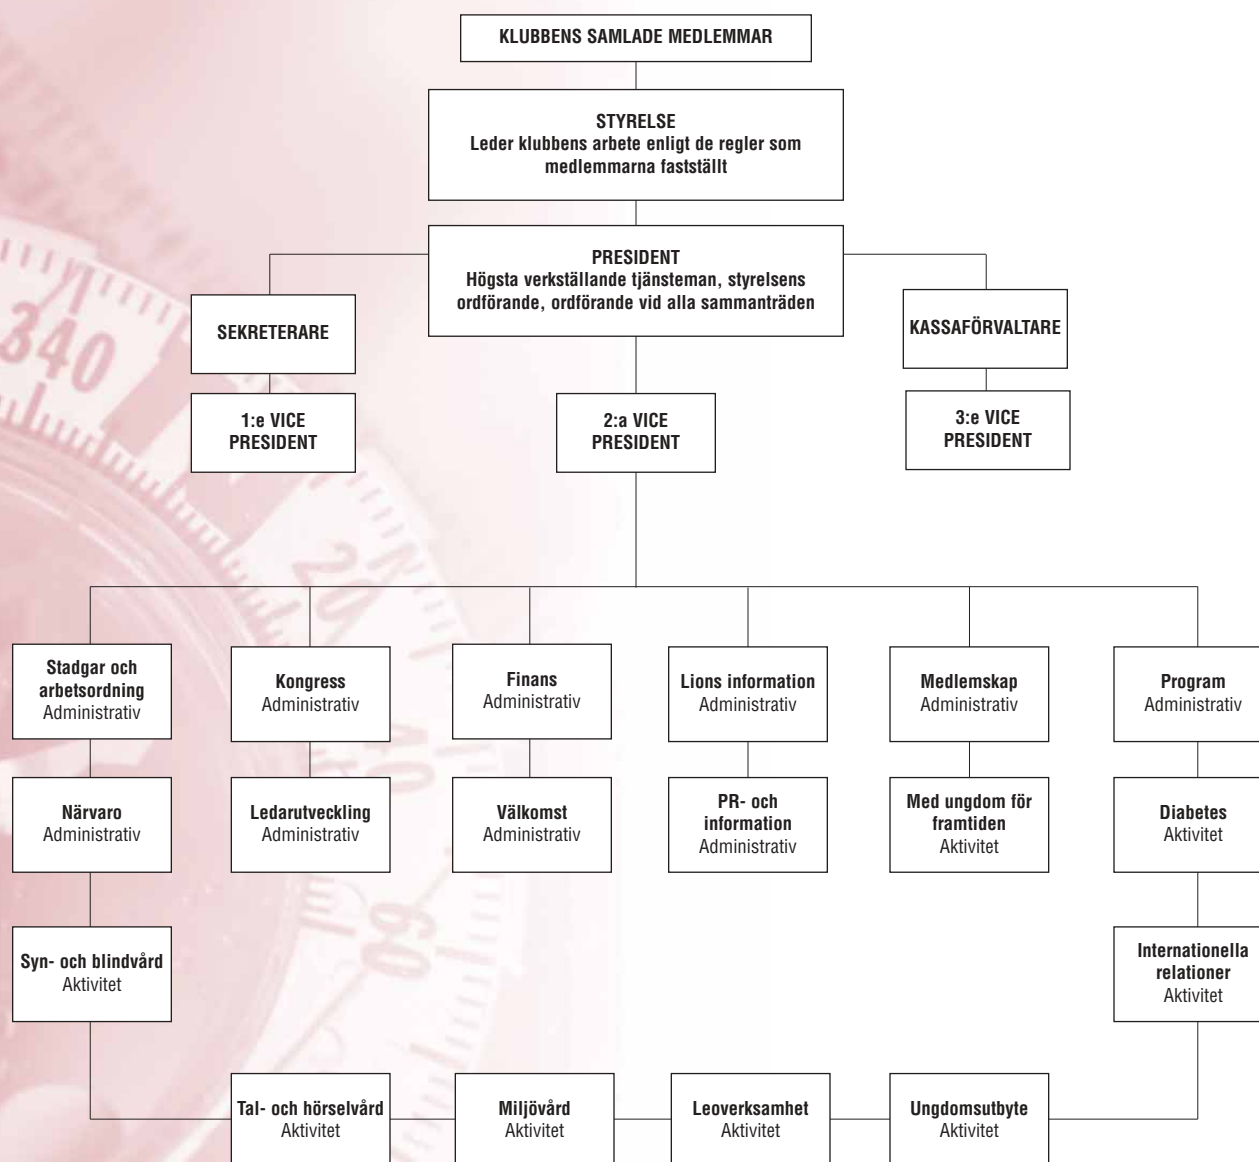 KLUBBENS SAMLADE MEDLEMMAR
STYRELSE
Leder klubbens arbete enligt de regler som
medlemmarna fastställt
PRESIDENT
Högsta verkställande tjänsteman, styrelsens
ordförande, ordförande vid alla sammanträden
SEKRETERARE
KASSAFÖRVALTARE
1:e VICE
PRESIDENT
2:a VICE
PRESIDENT
3:e VICE
PRESIDENT
Stadgar och
arbetsordning
Administrativ
Kongress
Administrativ
Finans
Administrativ
Lions information
Administrativ
Medlemskap
Administrativ
Program
Administrativ
Närvaro
Administrativ
Ledarutveckling
Administrativ
Välkomst
Administrativ
PR- och
information
Administrativ
Med ungdom för
framtiden
Aktivitet
Diabetes
Aktivitet
Syn- och blindvård
Aktivitet
Internationella
relationer
Aktivitet
Tal- och hörselvård
Aktivitet
Miljövård
Aktivitet
Leoverksamhet
Aktivitet
Ungdomsutbyte
Aktivitet
340
N
20
40
60